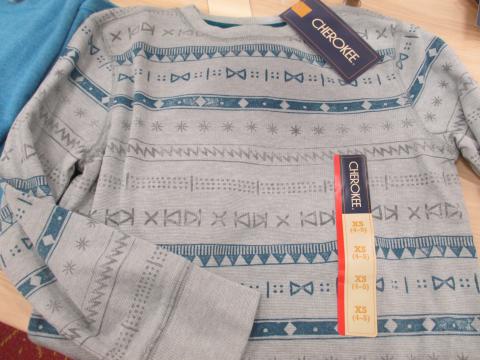 CHEROKEE
CHEROKEE
XS
(4-5)
XS
(4-5)
XS
(4-5)
XS
(4-5)